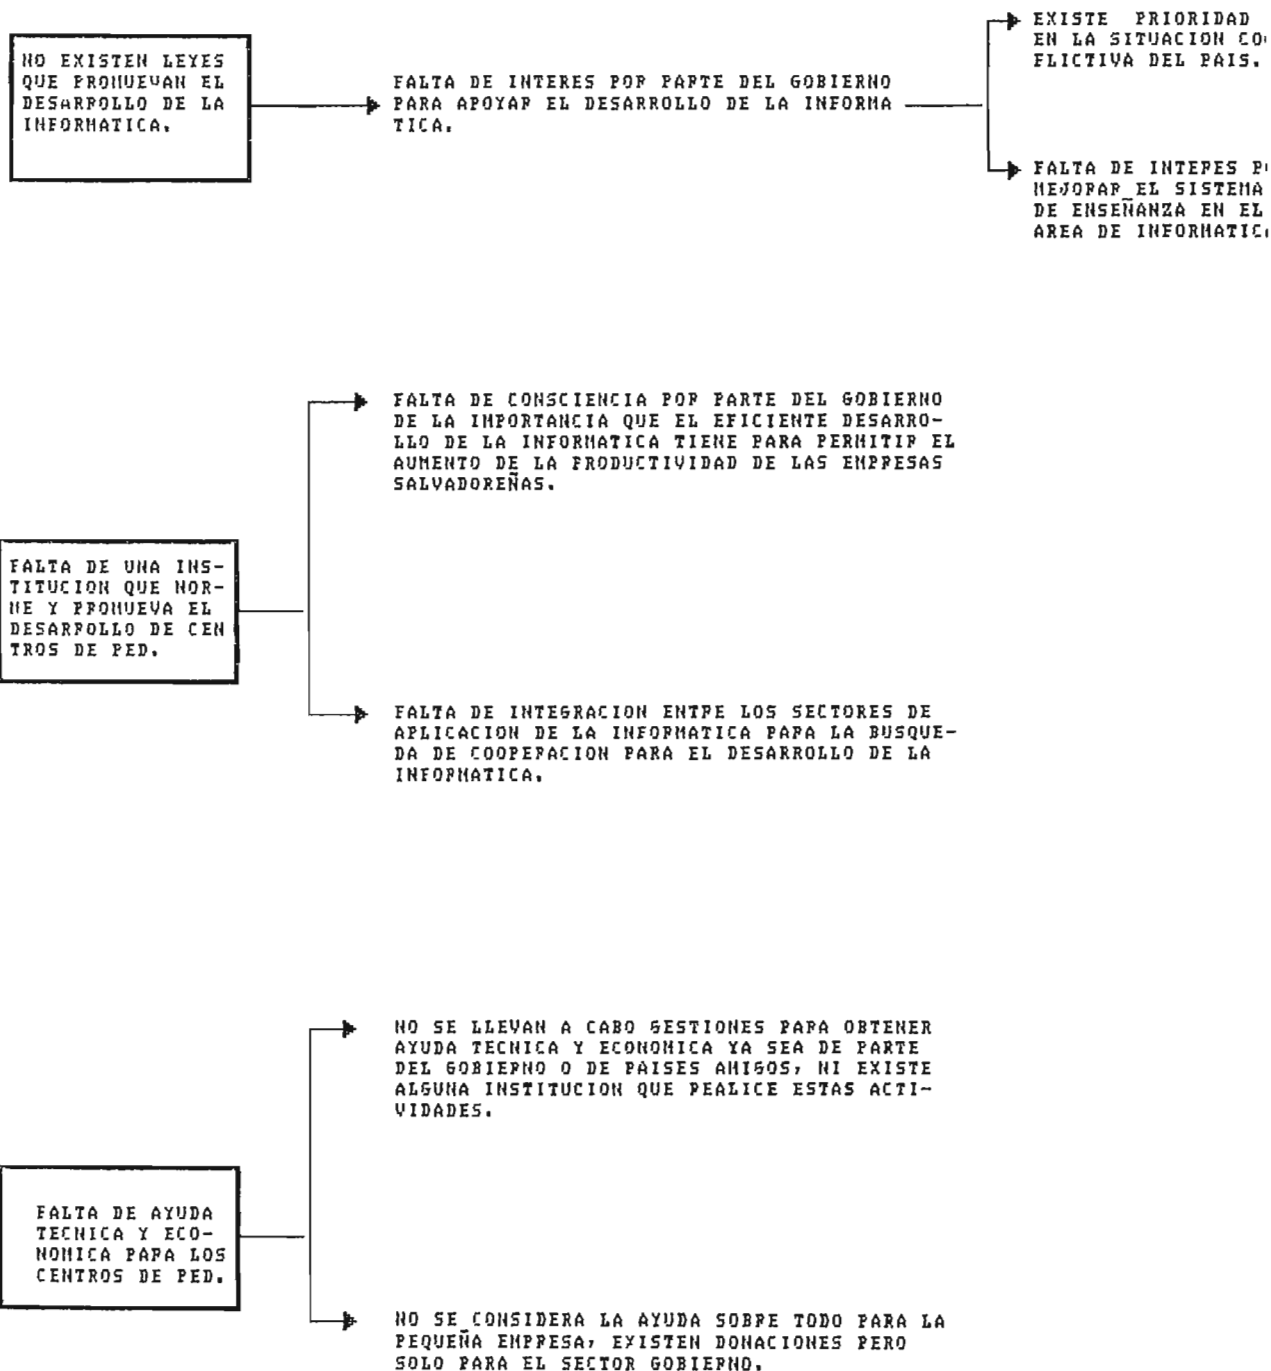 NO EXISTEN LEYES
QUE PROMUEVAN EL
DESARROLLO DE LA
INFORMATICA.
FALTA DE INTERES POR PARTE DEL GOBIERNO
PARA APOYAR EL DESARROLLO DE LA INFORMA
TICA.
EXISTE PRIORIDAD
EN LA SITUACION CO
FLICTIVA DEL PAIS.
FALTA DE INTERES
MEJORAR EL SISTEMA
DE ENSEÑANZA EN EL
AREA DE INFORMATIC
FALTA DE CONSCIENCIA POR PARTE DEL GOBIERNO
DE LA IMPORTANCIA QUE EL EFICIENTE DESARRO-
LLO DE LA INFORMATICA TIENE PARA PERMITIR EL
AUMENTO DE LA PRODUCTIVIDAD DE LAS EMPRESAS
SALVADOREÑAS.
FALTA DE UNA INS-
TITUCION QUE NOR-
ME Y PROMUEVA EL
DESARROLLO DE CEN
TROS DE PED.
FALTA DE INTEGRACION ENTRE LOS SECTORES DE
APLICACION DE LA INFORMATICA PARA LA BUSQUE-
DA DE COOPERACION PARA EL DESARROLLO DE LA
INFORMATICA.
NO SE LLEVAN A CABO GESTIONES PARA OBTENER
AYUDA TECNICA Y ECONOMICA YA SEA DE PARTE
DEL GOBIERNO O DE PAISES AMIGOS, NI EXISTE
ALGUNA INSTITUCION QUE REALICE ESTAS ACTI-
VIDADES.
FALTA DE AYUDA
TECNICA Y ECO-
NOMICA PARA LOS
CENTROS DE PED.
NO SE CONSIDERA LA AYUDA SOBRE TODO PARA LA
PEQUEÑA EMPRESA, EXISTEN DONACIONES PERO
SOLO PARA EL SECTOR GOBIERNO.